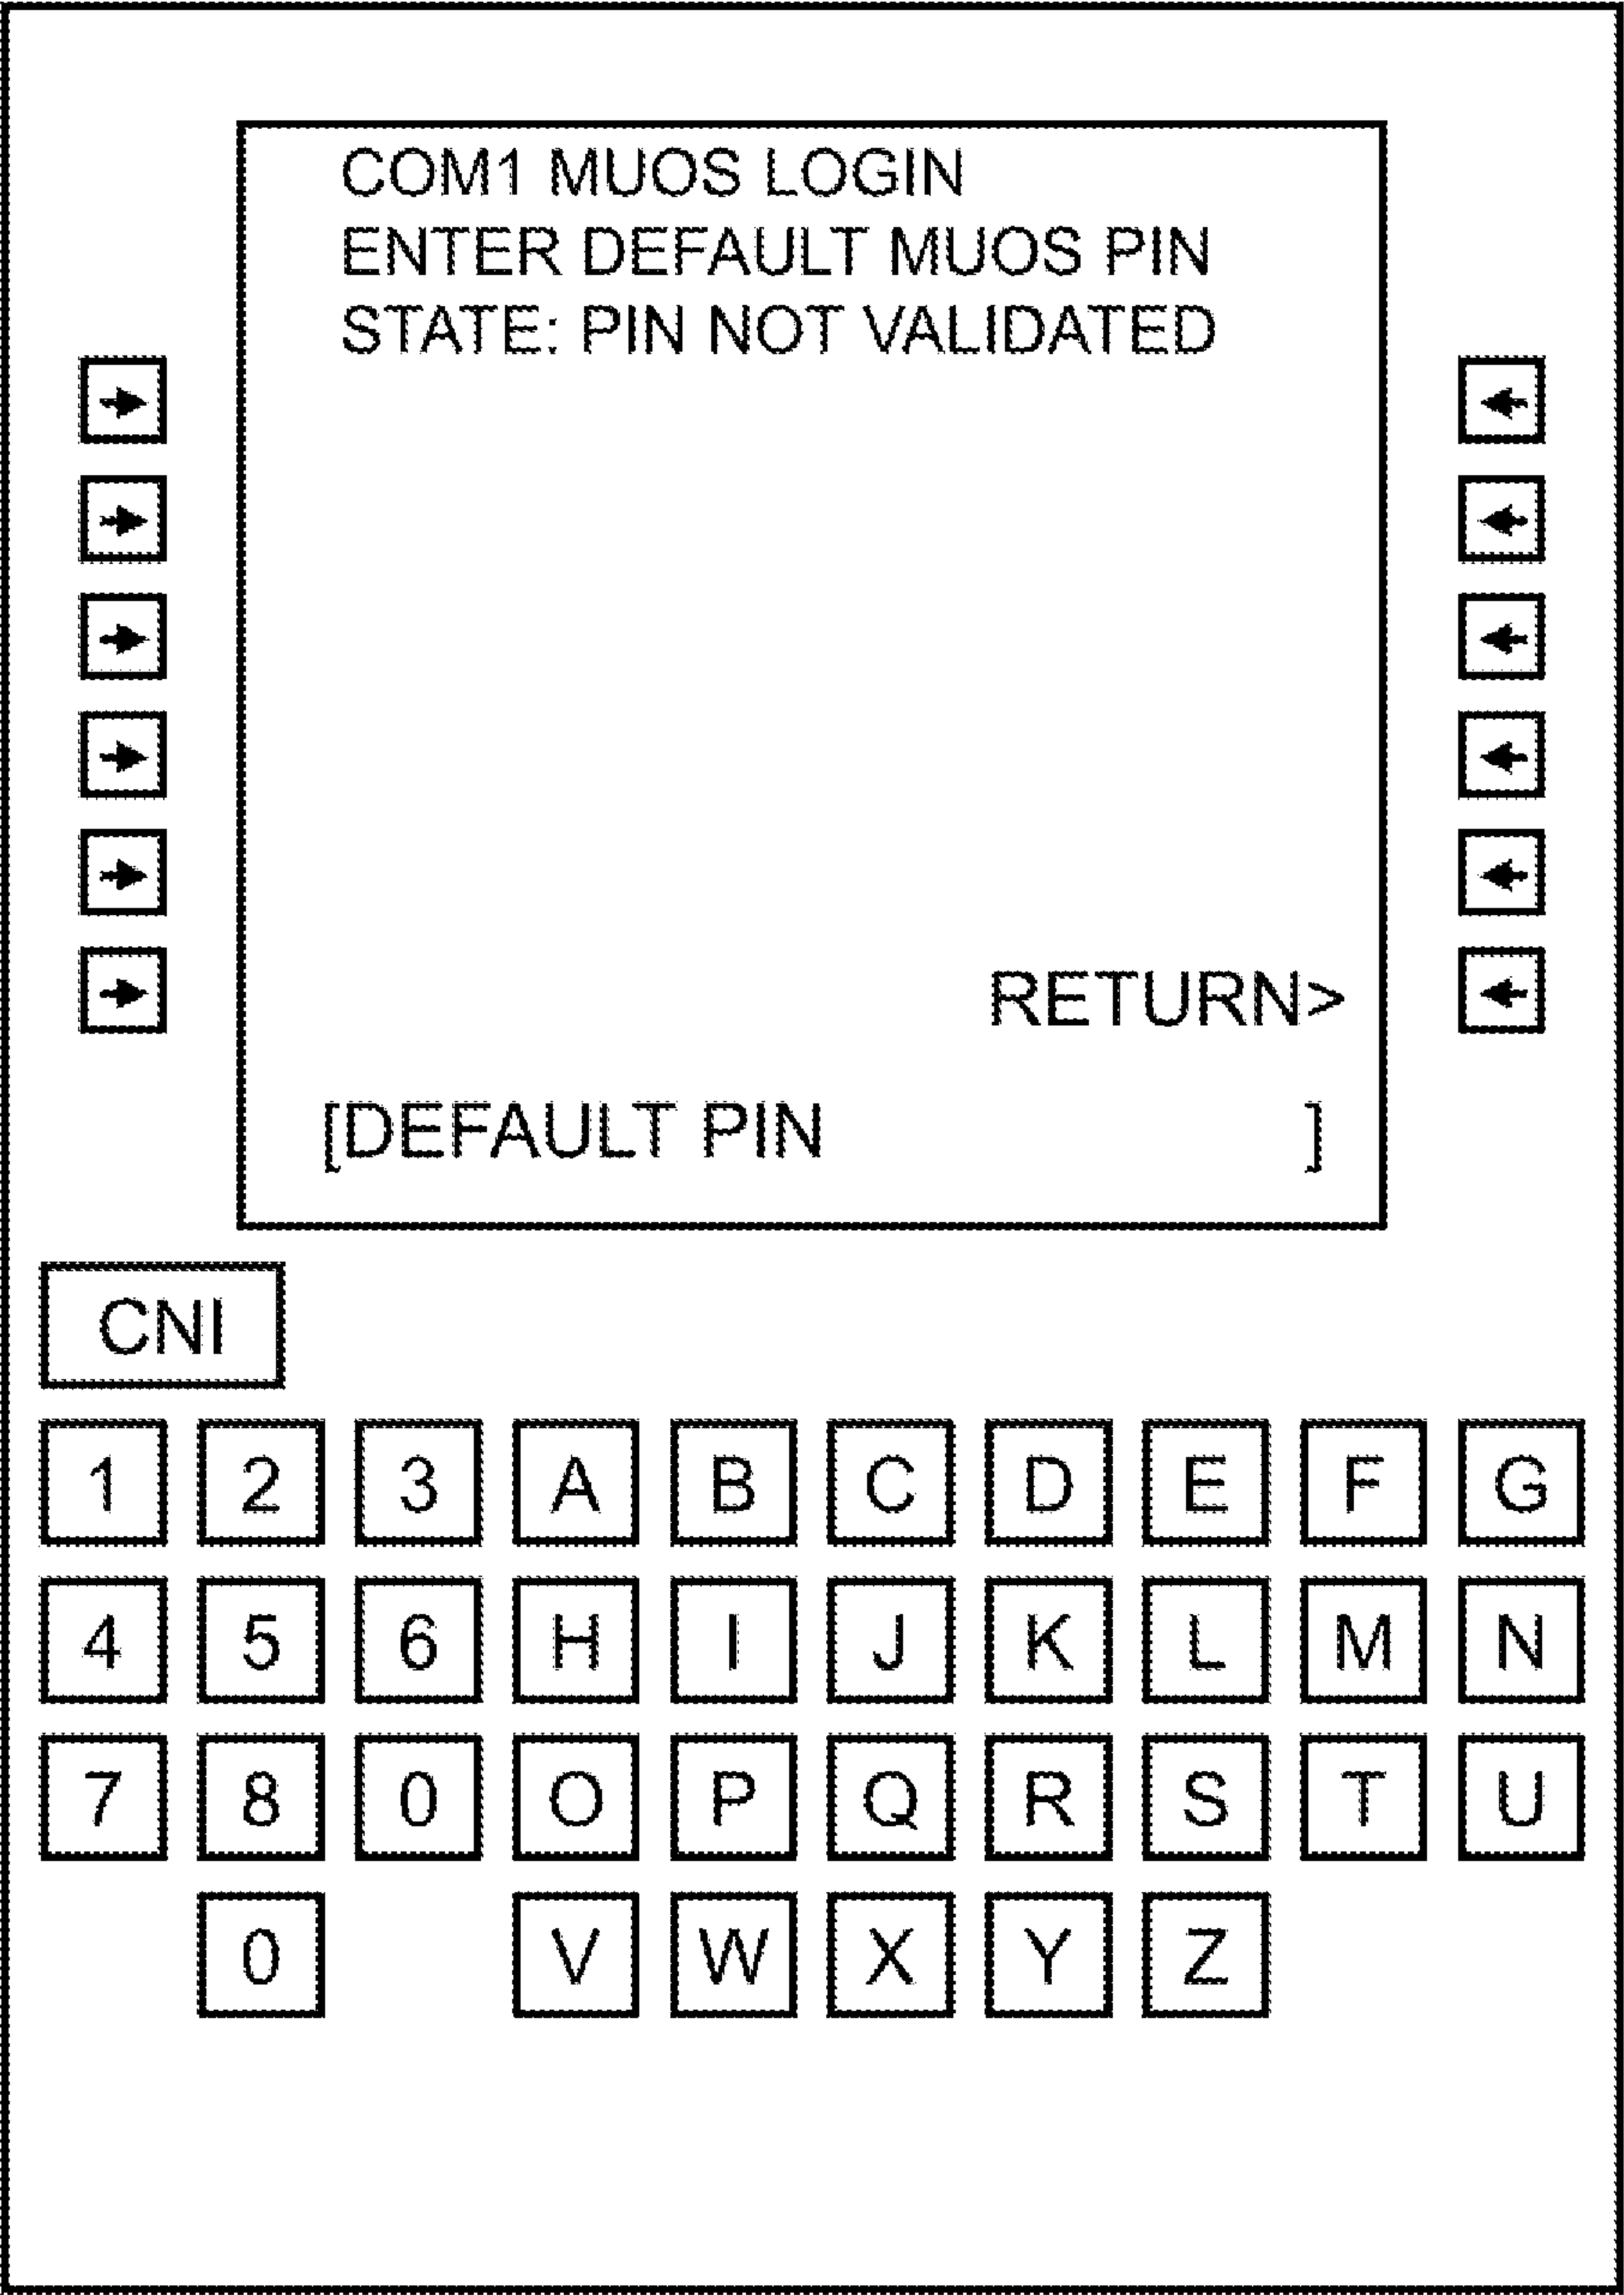 COM1 MUOS LOGIN
ENTER DEFAULT MUOS PIN
STATE: PIN NOT VALIDATED
RETURN>
[DEFAULT PIN ]
CNI
1 2 3 A B C D E F G
4 5 6 H I J K L M N
7 8 0 O P Q R S T U
0 V W X Y Z